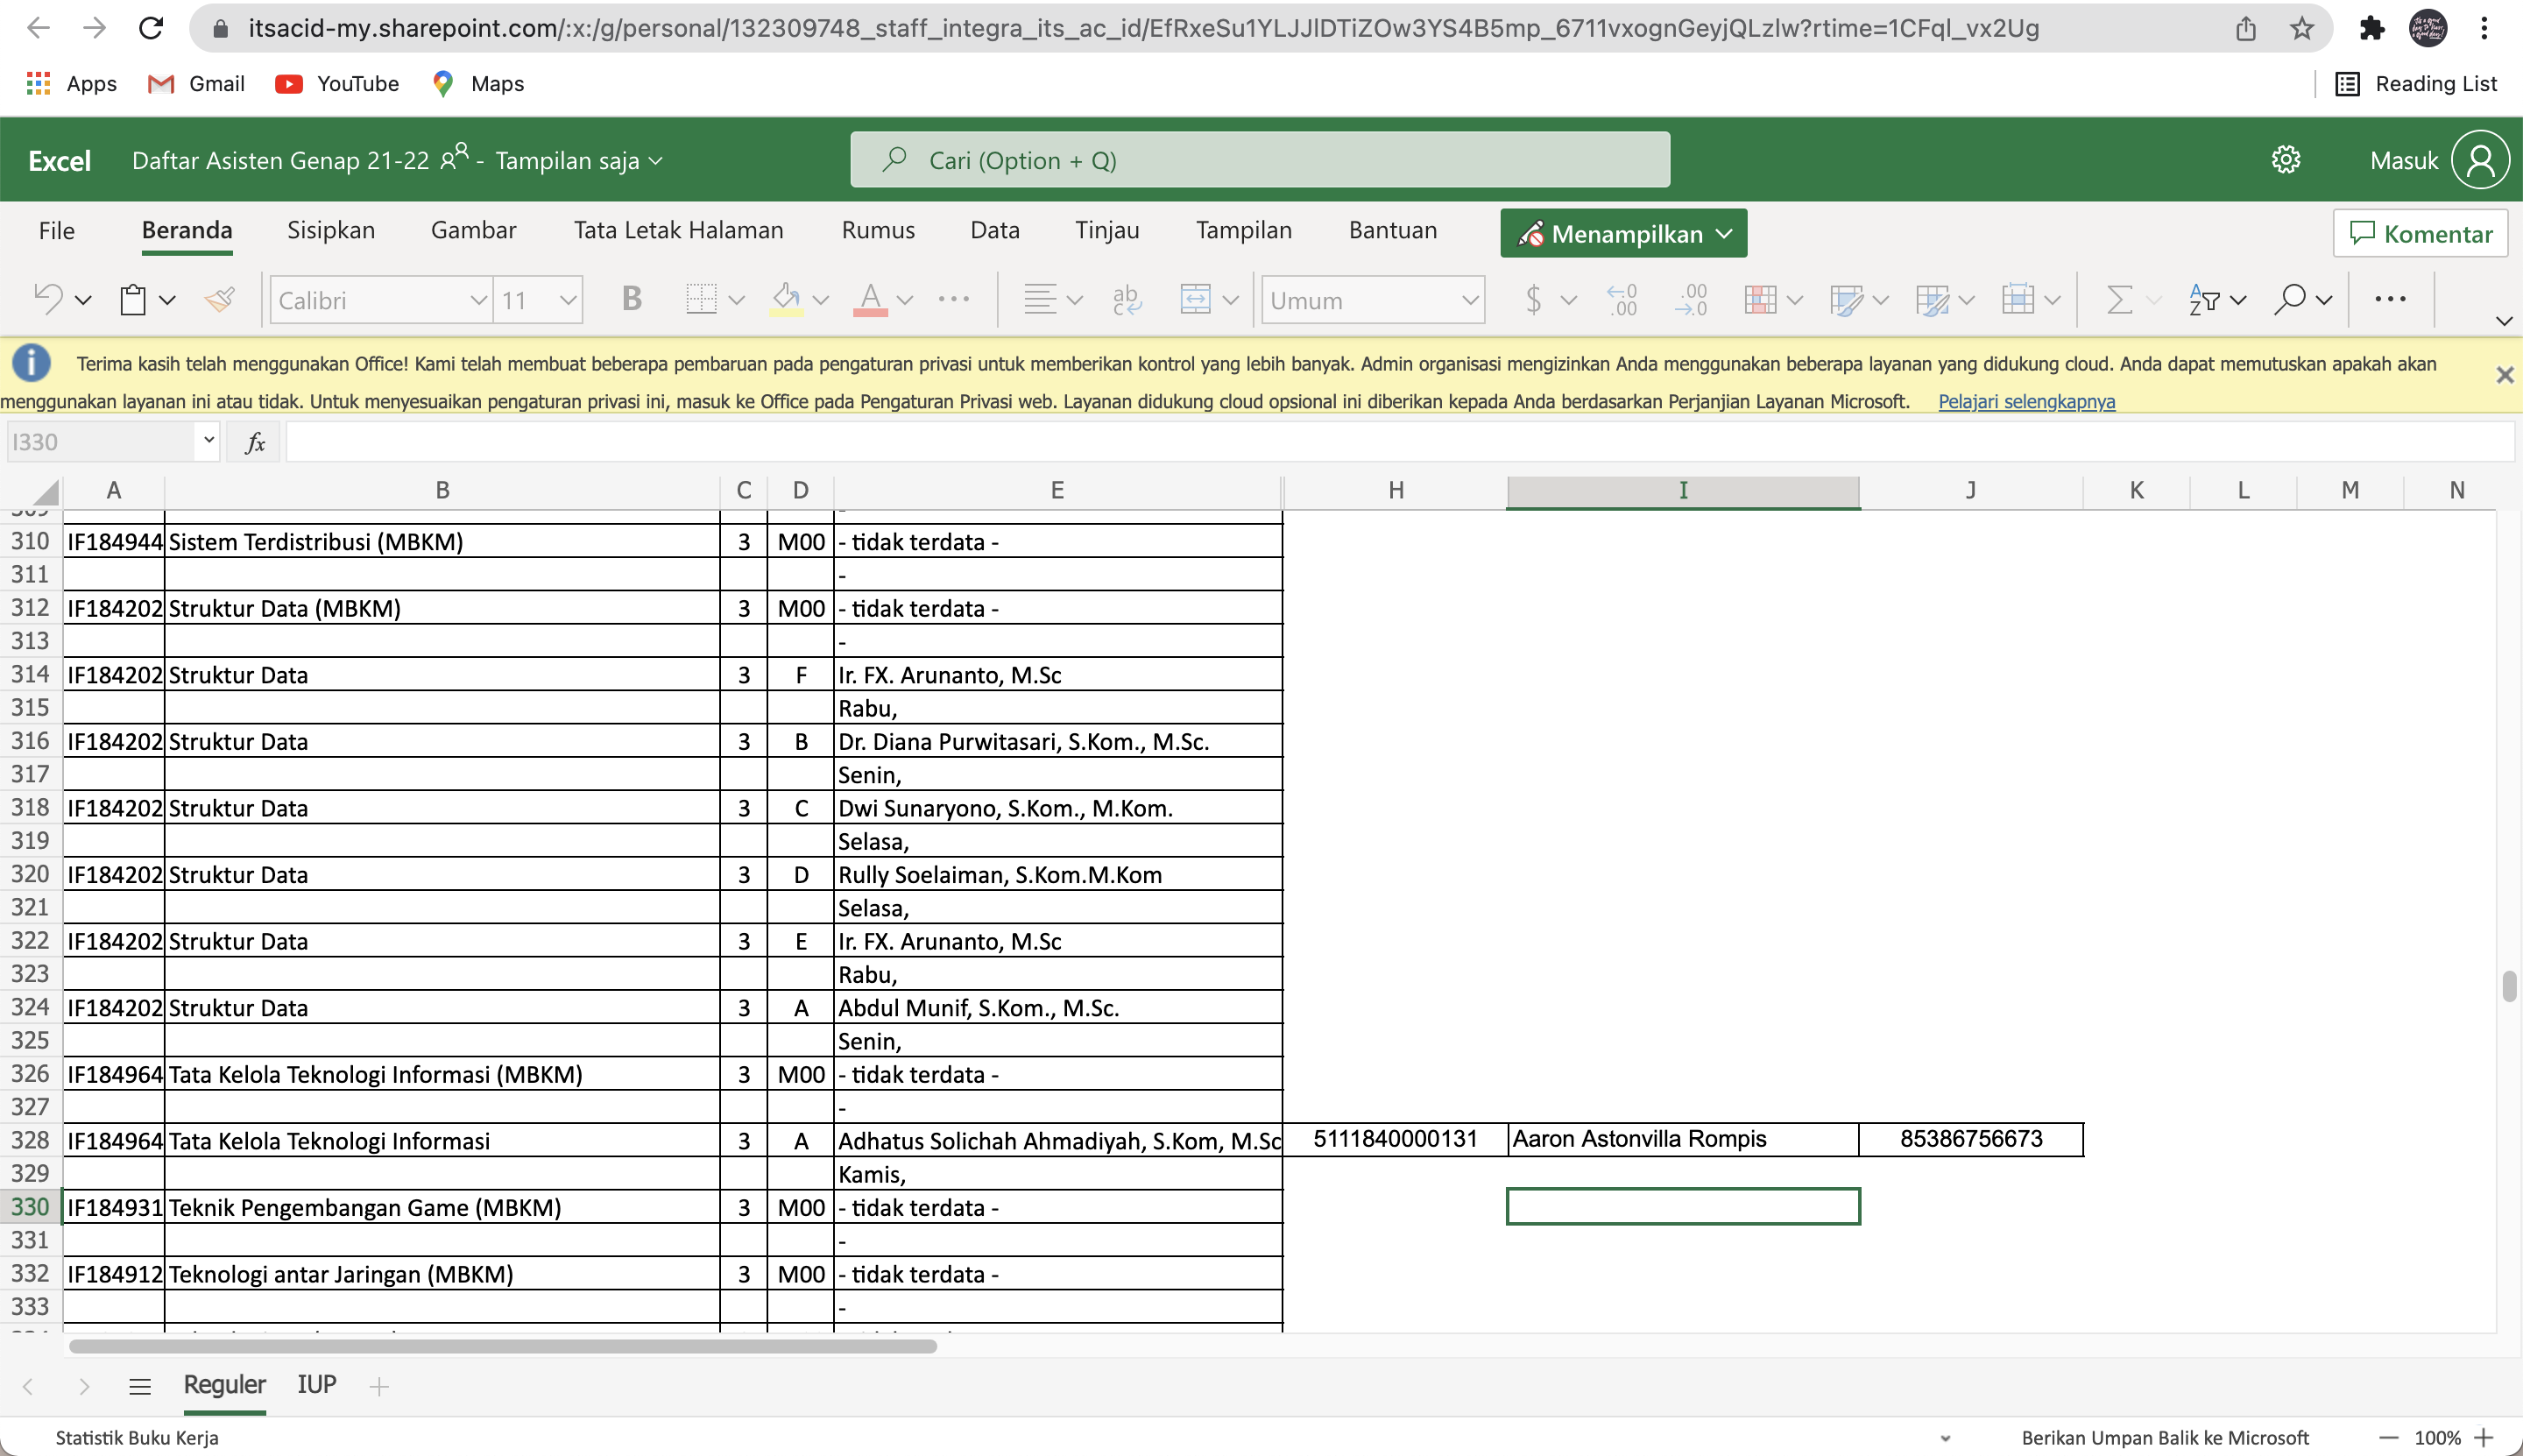 itsacid-my.sharepoint.com/:x:/g/personal/132309748_staff_integra_its_ac_id/EfRxeSu1YLJJlDTiZOw3YS4B5mp_6711vxognGeyjQLzlw?rtime=1CFql_vx2Ug
Apps Gmail YouTube Maps Reading List
Excel Daftar Asisten Genap 21-22 - Tampilan saja Cari (Option + Q) Masuk
File Beranda Sisipkan Gambar Tata Letak Halaman Rumus Data Tinjau Tampilan Bantuan Menampilkan Komentar
Calibri 11 B A ab c Umum $ .00 .00
Terima kasih telah menggunakan Office! Kami telah membuat beberapa pembaruan pada pengaturan privasi untuk memberikan kontrol yang lebih banyak. Admin organisasi mengizinkan Anda menggunakan beberapa layanan yang didukung cloud. Anda dapat memutuskan apakah akan
menggunakan layanan ini atau tidak. Untuk menyesuaikan pengaturan privasi ini, masuk ke Office pada Pengaturan Privasi web. Layanan didukung cloud opsional ini diberikan kepada Anda berdasarkan Perjanjian Layanan Microsoft. Pelajari selengkapnya
I330 fx
A B C D E H I J K L M N
310 IF184944 Sistem Terdistribusi (MBKM) 3 M00 - tidak terdata -
311 -
312 IF184202 Struktur Data (MBKM) 3 M00 - tidak terdata -
313 -
314 IF184202 Struktur Data 3 F Ir. FX. Arunanto, M.Sc
315 Rabu,
316 IF184202 Struktur Data 3 B Dr. Diana Purwitasari, S.Kom., M.Sc.
317 Senin,
318 IF184202 Struktur Data 3 C Dwi Sunaryono, S.Kom., M.Kom.
319 Selasa,
320 IF184202 Struktur Data 3 D Rully Soelaiman, S.Kom.M.Kom
321 Selasa,
322 IF184202 Struktur Data 3 E Ir. FX. Arunanto, M.Sc
323 Rabu,
324 IF184202 Struktur Data 3 A Abdul Munif, S.Kom., M.Sc.
325 Senin,
326 IF184964 Tata Kelola Teknologi Informasi (MBKM) 3 M00 - tidak terdata -
327 -
328 IF184964 Tata Kelola Teknologi Informasi 3 A Adhatus Solichah Ahmadiyah, S.Kom, M.Sc 5111840000131 Aaron Astonvilla Rompis 85386756673
329 Kamis,
330 IF184931 Teknik Pengembangan Game (MBKM) 3 M00 - tidak terdata -
331 -
332 IF184912 Teknologi antar Jaringan (MBKM) 3 M00 - tidak terdata -
333 -
Reguler IUP
Statistik Buku Kerja Berikan Umpan Balik ke Microsoft 100%